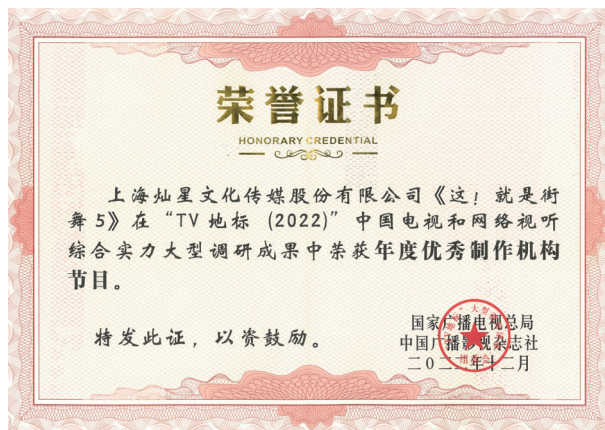 荣誉证书
HONORARY CREDENTIAL
上海灿星文化传媒股份有限公司《这！就是街
舞5》在“TV地标（2022）”中国电视和网络视听
综合实力大型调研成果中荣获年度优秀制作机构
节目。
特发此证，以资鼓励。
国家广播电视总局
中国广播影视杂志社
二〇二二年十二月